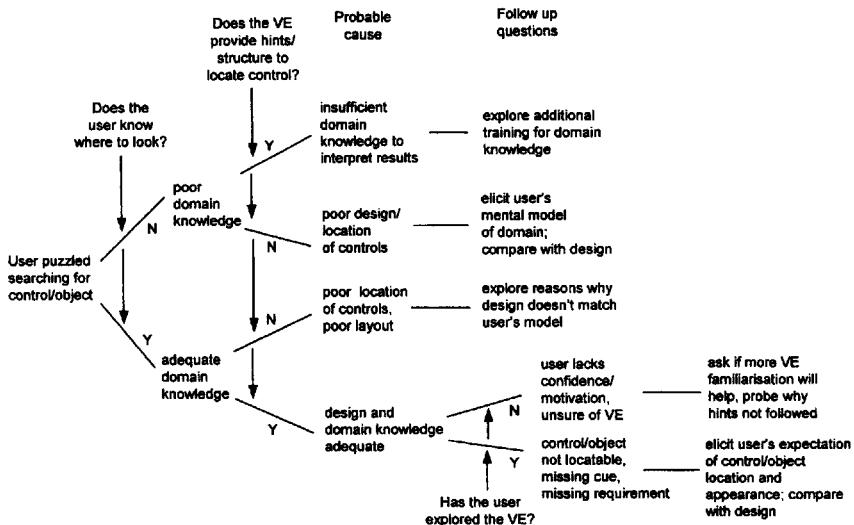 Does the VE
provide hints/
structure to
locate control?
Probable
cause
Follow up
questions
Does the
user know
where to look?
insufficient
domain
knowledge to
interpret results
explore additional
training for domain
knowledge
Y
poor
domain
knowledge
N
poor design/
location
of controls
elicit user's
mental model
of domain;
compare with design
N
User puzzled
searching for
control/object
poor location
of controls,
poor layout
explore reasons why
design doesn't match
user's model
N
Y
adequate
domain
knowledge
Y
design and
domain knowledge
adequate
user lacks
confidence/
motivation,
unsure of VE
ask if more VE
familiarisation will
help, probe why
hints not followed
N
Y
control/object
not locatable,
missing cue,
missing requirement
elicit user's expectation
of control/object
location and
appearance; compare
with design
Has the user
explored the VE?